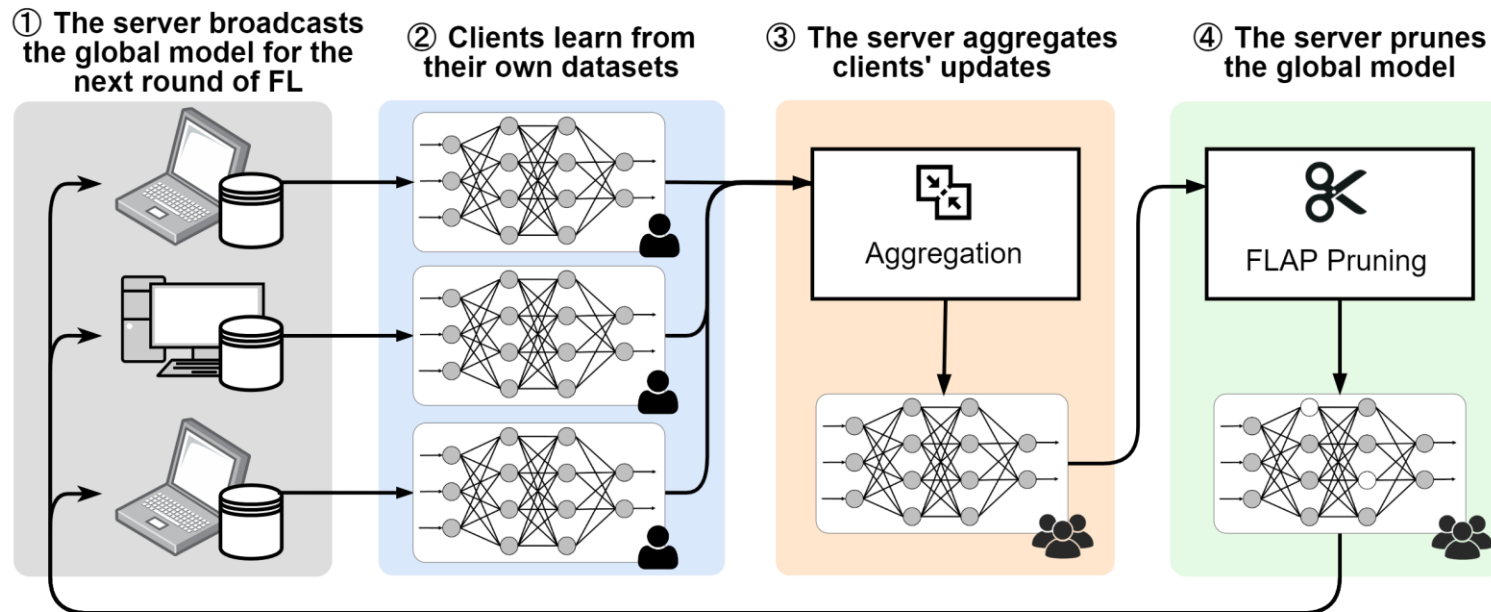 ① The server broadcasts
the global model for the
next round of FL
② Clients learn from
their own datasets
③ The server aggregates
clients' updates
④ The server prunes
the global model
Aggregation
FLAP Pruning